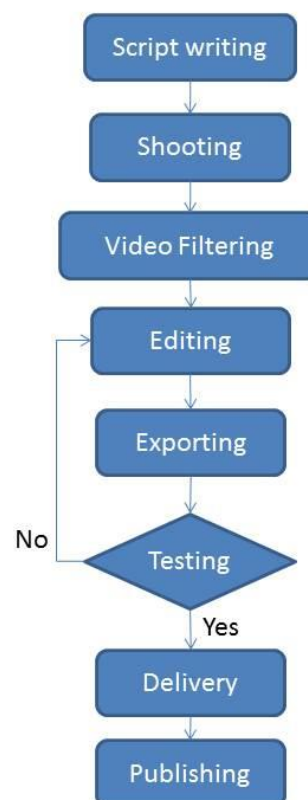 Script writing
Shooting
Video Filtering
Editing
Exporting
Testing
No
Yes
Delivery
Publishing